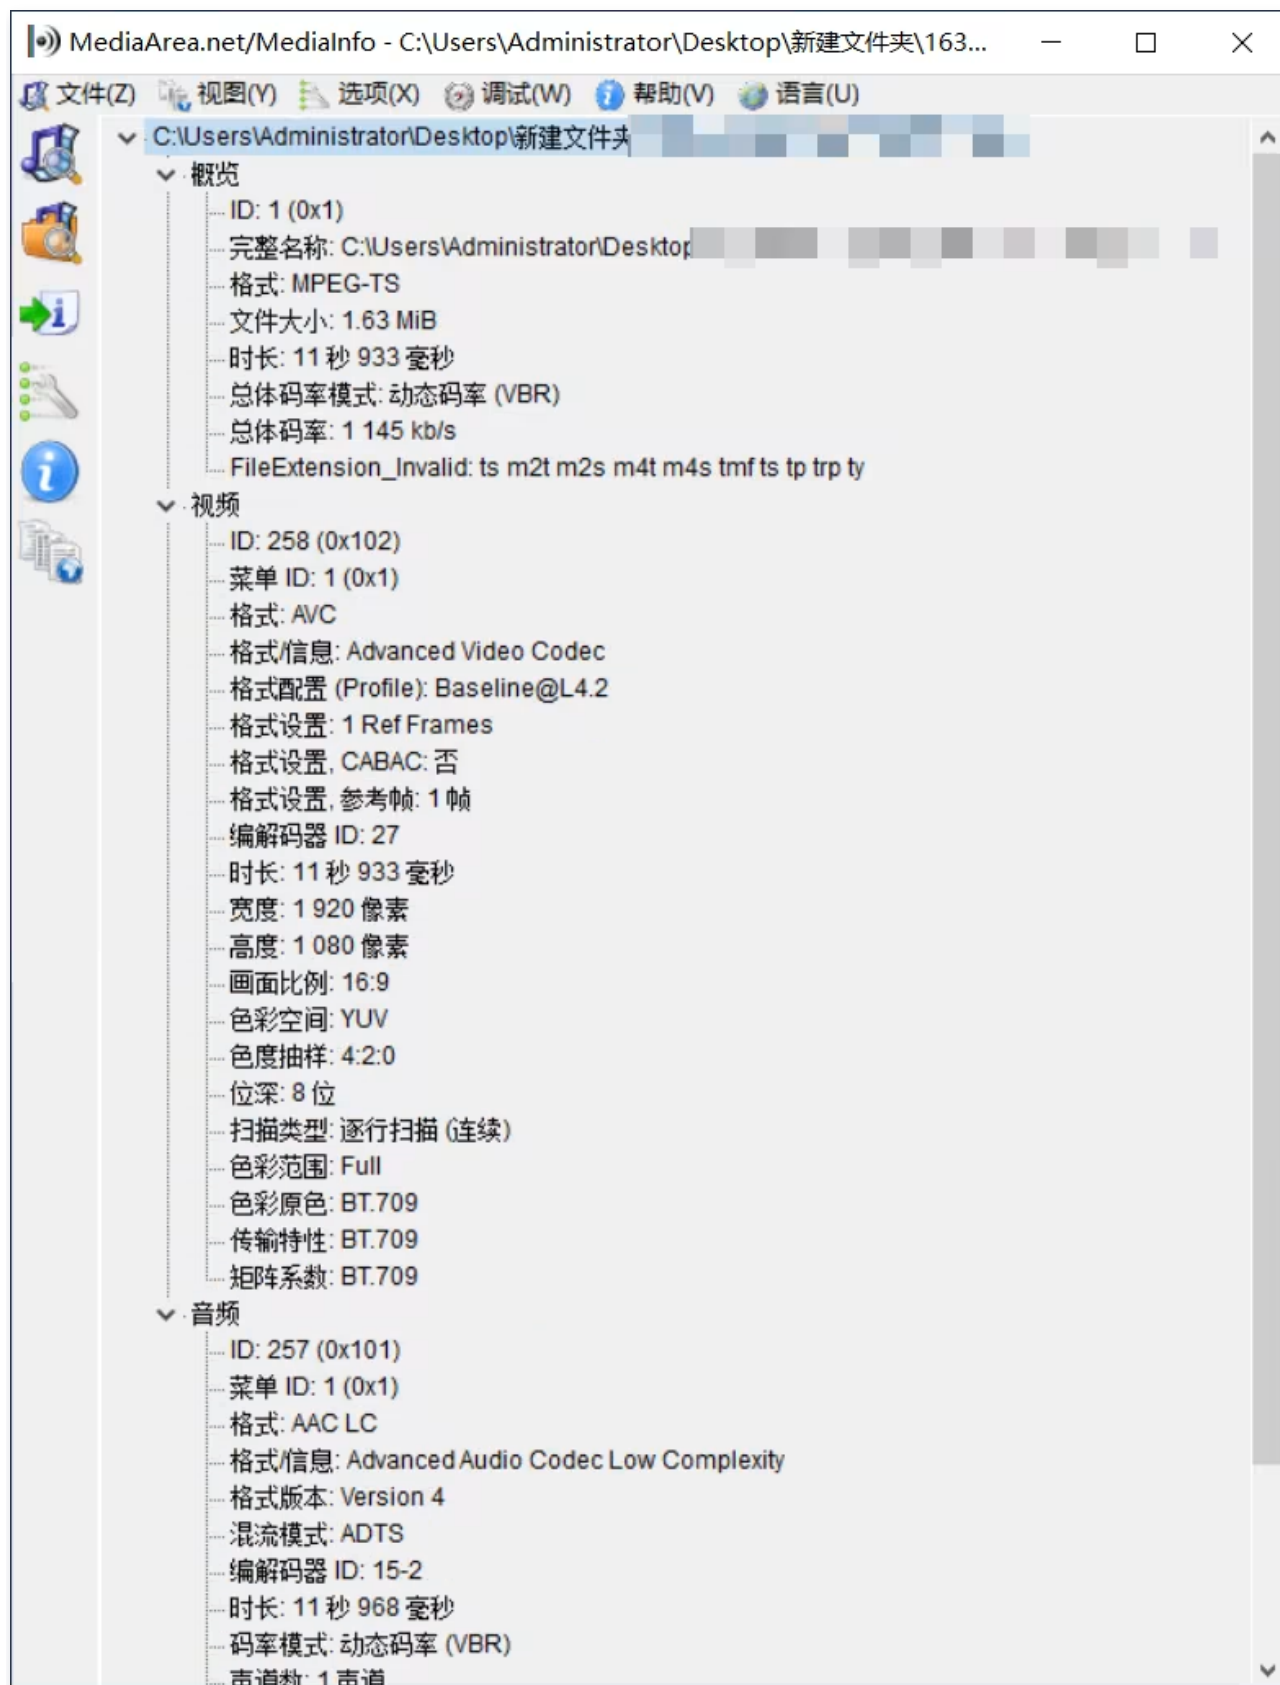 MediaArea.net/MediaInfo - C:\Users\Administrator\Desktop\新建文件夹\163...
文件(Z) 视图(Y) 选项(X) 调试(W) 帮助(V) 语言(U)
C:\Users\Administrator\Desktop\新建文件夹
概览
ID: 1 (0x1)
完整名称: C:\Users\Administrator\Desktop
格式: MPEG-TS
文件大小: 1.63 MiB
时长: 11 秒 933 毫秒
总体码率模式: 动态码率 (VBR)
总体码率: 1 145 kb/s
FileExtension_Invalid: ts m2t m2s m4t m4s tmf ts tp trp ty
视频
ID: 258 (0x102)
菜单 ID: 1 (0x1)
格式: AVC
格式/信息: Advanced Video Codec
格式配置 (Profile): Baseline@L4.2
格式设置: 1 Ref Frames
格式设置, CABAC: 否
格式设置, 参考帧: 1 帧
编解码器 ID: 27
时长: 11 秒 933 毫秒
宽度: 1 920 像素
高度: 1 080 像素
画面比例: 16:9
色彩空间: YUV
色度抽样: 4:2:0
位深: 8 位
扫描类型: 逐行扫描 (连续)
色彩范围: Full
色彩原色: BT.709
传输特性: BT.709
矩阵系数: BT.709
音频
ID: 257 (0x101)
菜单 ID: 1 (0x1)
格式: AAC LC
格式/信息: Advanced Audio Codec Low Complexity
格式版本: Version 4
混流模式: ADTS
编解码器 ID: 15-2
时长: 11 秒 968 毫秒
码率模式: 动态码率 (VBR)
声道数: 1 声道